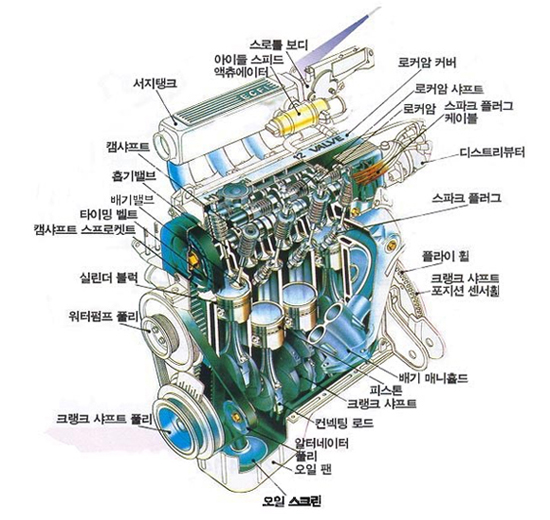 스로틀 보디
아이들 스피드
액츄에이터
로커암 커버
서지탱크
로커암 샤프트
로커암
스파크 플러그
케이블
ECFI
12 VALVE
캠샤프트
디스트리뷰터
흡기밸브
배기밸브
스파크 플러그
타이밍 벨트
캠샤프트 스프로켓트
플라이 휠
실린더 블럭
크랭크 샤프트
포지션 센서휠
워터펌프 풀리
배기 매니홀드
피스톤
크랭크 샤프트
크랭크 샤프트 풀리
컨넥팅 로드
알터네이터
풀리
오일 팬
오일 스크린